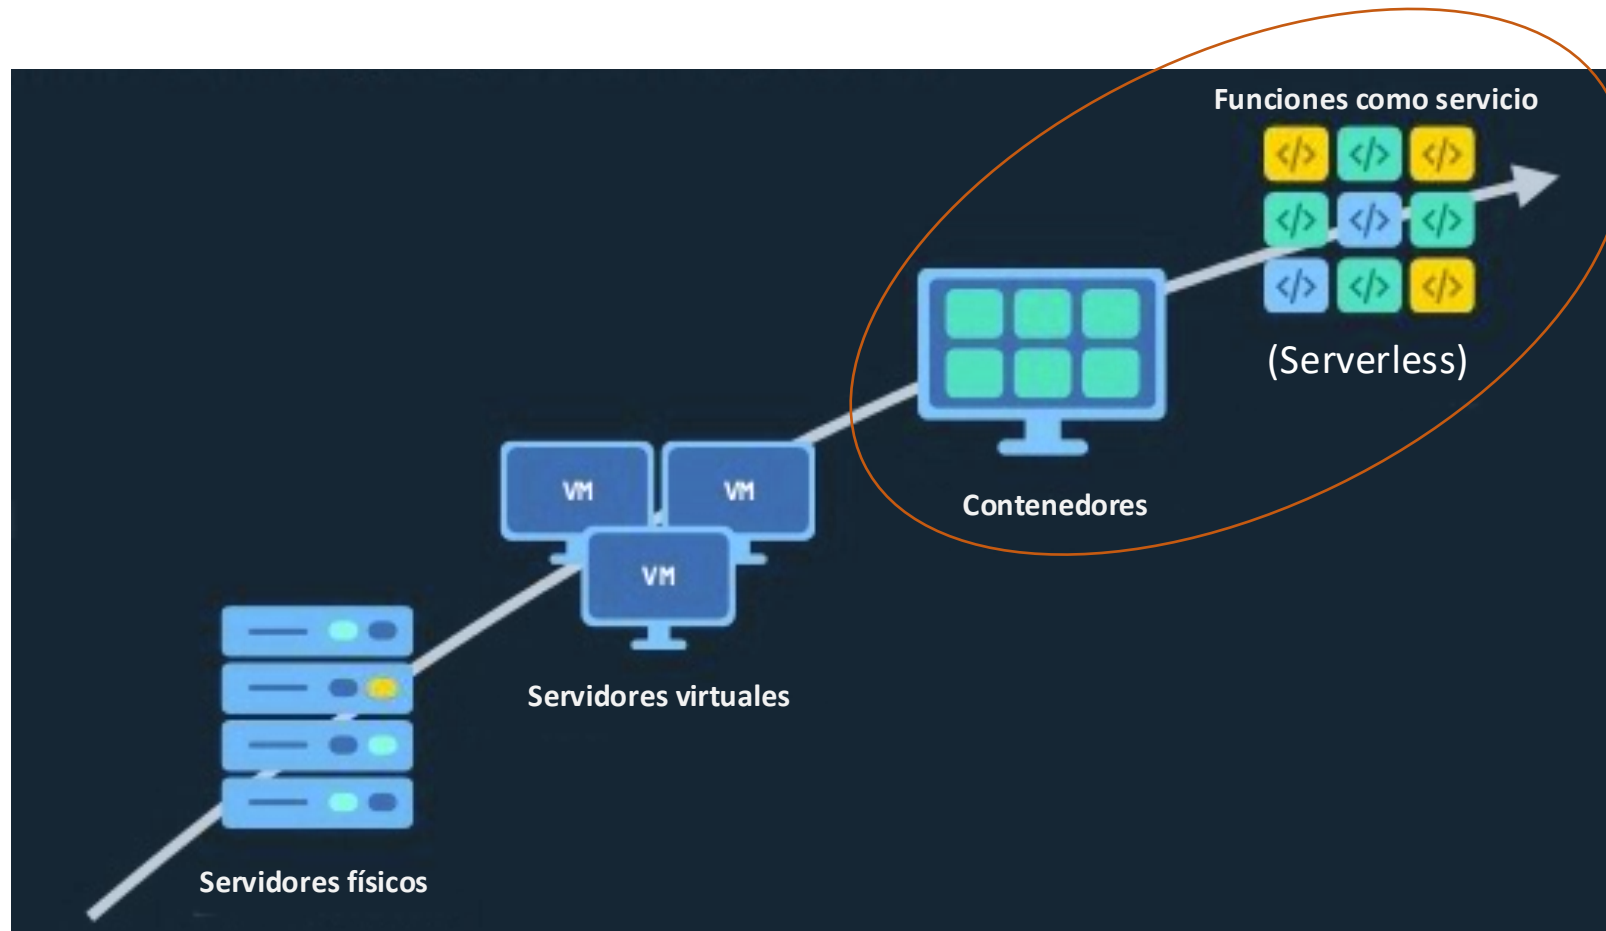 Funciones como servicio
</> </> </>
</> </> </>
</> </> </>
(Serverless)
Contenedores
VM VM
VM
Servidores virtuales
Servidores físicos